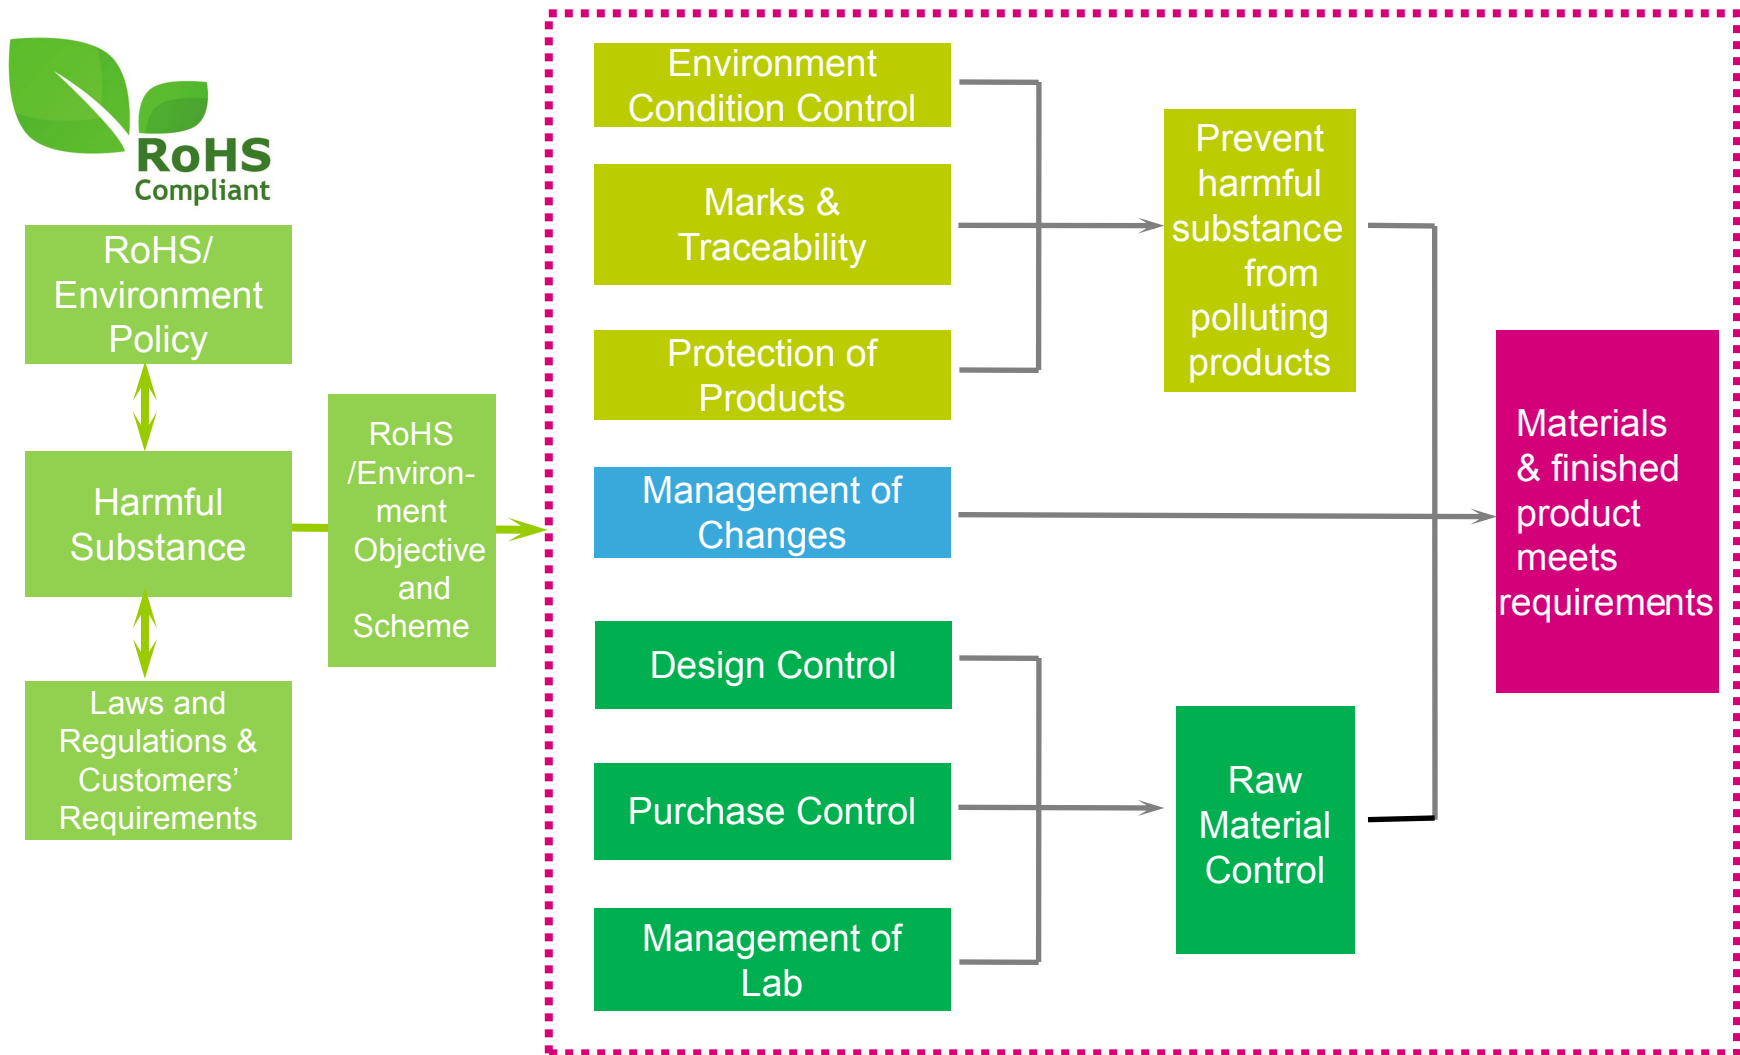 RoHS
Compliant
RoHS/
Environment
Policy
Harmful
Substance
Laws and
Regulations &
Customers’
Requirements
RoHS
/Environ-
ment
Objective
and
Scheme
Environment
Condition Control
Marks &
Traceability
Protection of
Products
Management of
Changes
Design Control
Purchase Control
Management of
Lab
Prevent
harmful
substance
from
polluting
products
Raw
Material
Control
Materials
& finished
product
meets
requirements